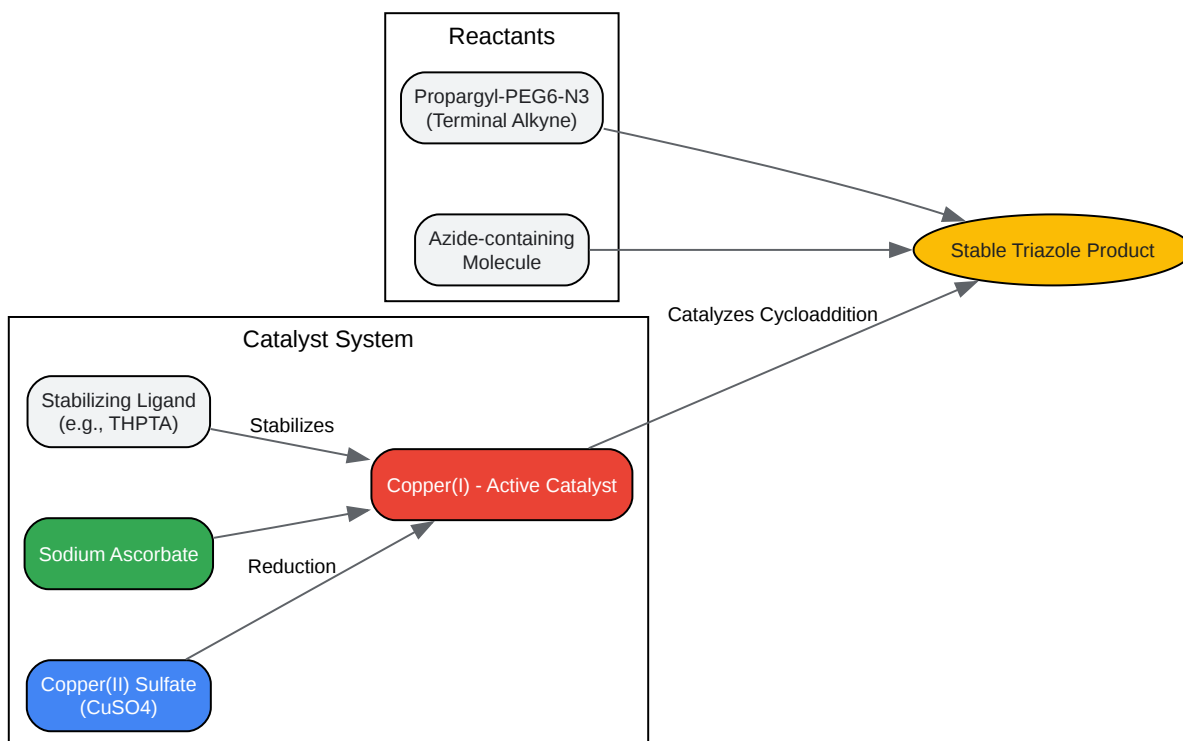 Reactants
Propargyl-PEG6-N3
(Terminal Alkyne)
Azide-containing
Molecule
Stable Triazole Product
Catalyzes Cycloaddition
Catalyst System
Stabilizing Ligand
(e.g., THPTA)
Stabilizes
Copper(I) - Active Catalyst
Sodium Ascorbate
Reduction
Copper(II) Sulfate
(CuSO4)